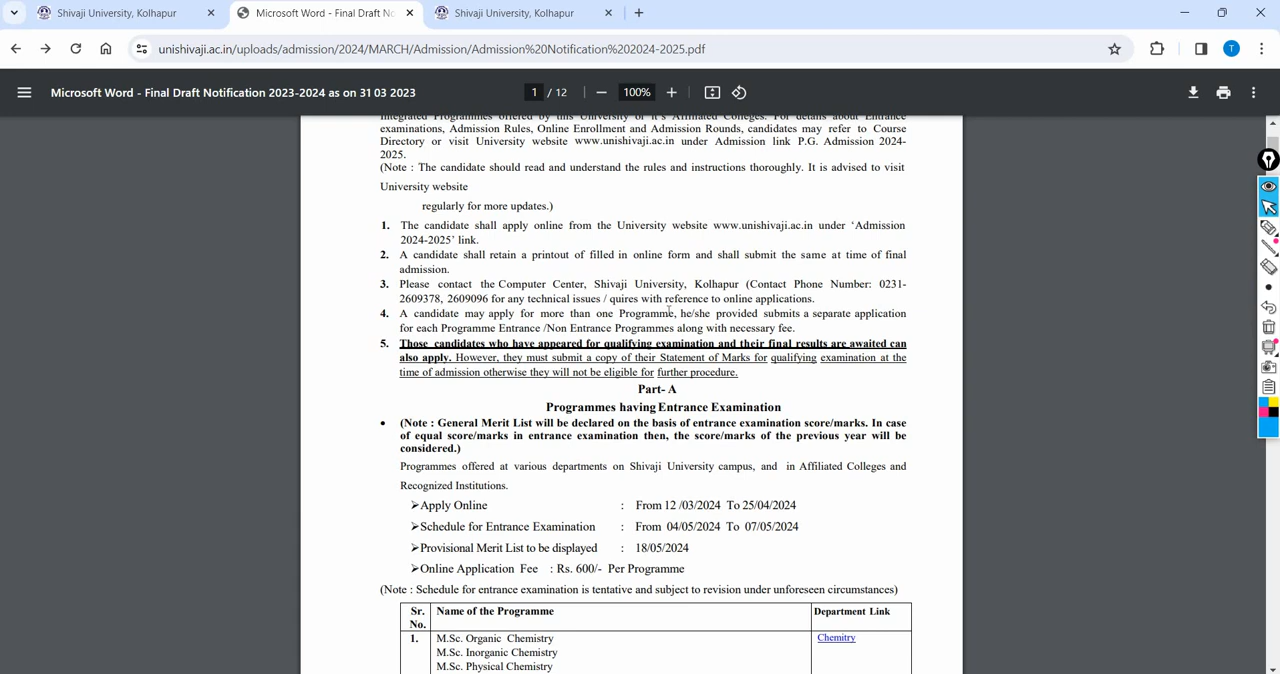 Shivaji University, Kolhapur
Microsoft Word - Final Draft No
Shivaji University, Kolhapur
unishivaji.ac.in/uploads/admission/2024/MARCH/Admission/Admission%20Notification%202024-2025.pdf
T
Microsoft Word - Final Draft Notification 2023-2024 as on 31 03 2023
1 / 12
100%
Integrated Programmes offered by this University or it's Affiliated Colleges. For details about Entrance
examinations, Admission Rules, Online Enrollment and Admission Rounds, candidates may refer to Course
Directory or visit University website www.unishivaji.ac.in under Admission link P.G. Admission 2024-
2025.
(Note : The candidate should read and understand the rules and instructions thoroughly. It is advised to visit
University website
regularly for more updates.)
1. The candidate shall apply online from the University website www.unishivaji.ac.in under ‘Admission
2024-2025’ link.
2. A candidate shall retain a printout of filled in online form and shall submit the same at time of final
admission.
3. Please contact the Computer Center, Shivaji University, Kolhapur (Contact Phone Number: 0231-
2609378, 2609096 for any technical issues / quires with reference to online applications.
4. A candidate may apply for more than one Programme, he/she provided submits a separate application
for each Programme Entrance /Non Entrance Programmes along with necessary fee.
5. Those candidates who have appeared for qualifying examination and their final results are awaited can
also apply. However, they must submit a copy of their Statement of Marks for qualifying examination at the
time of admission otherwise they will not be eligible for further procedure.
Part- A
Programmes having Entrance Examination
• (Note : General Merit List will be declared on the basis of entrance examination score/marks. In case
of equal score/marks in entrance examination then, the score/marks of the previous year will be
considered.)
Programmes offered at various departments on Shivaji University campus, and in Affiliated Colleges and
Recognized Institutions.
➢Apply Online : From 12 /03/2024 To 25/04/2024
➢Schedule for Entrance Examination : From 04/05/2024 To 07/05/2024
➢Provisional Merit List to be displayed : 18/05/2024
➢Online Application Fee : Rs. 600/- Per Programme
(Note : Schedule for entrance examination is tentative and subject to revision under unforeseen circumstances)
Sr. No. Name of the Programme Department Link
1. M.Sc. Organic Chemistry Chemitry
M.Sc. Inorganic Chemistry
M.Sc. Physical Chemistry